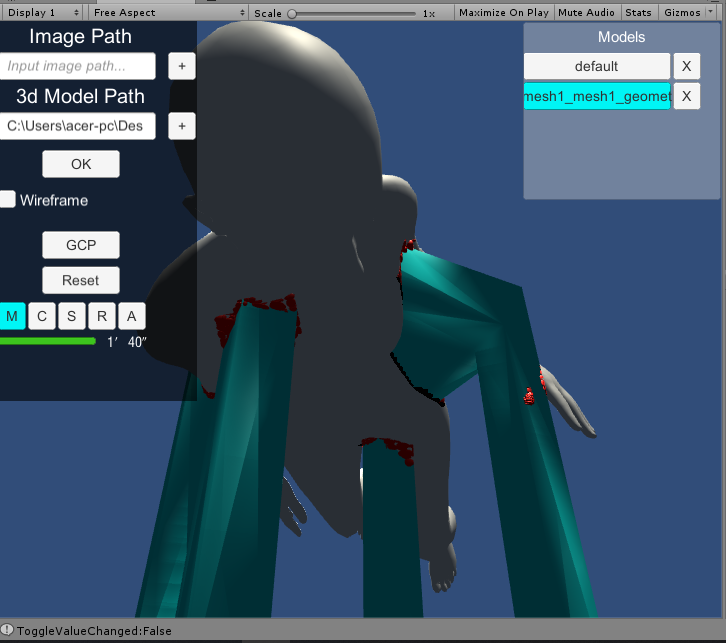 Display 1 Free Aspect Scale 1x Maximize On Play Mute Audio Stats Gizmos
Image Path
Input image path...
+
3d Model Path
C:\Users\acer-pc\Des
+
OK
Wireframe
GCP
Reset
M C S R A
1′ 40″
Models
default X
mesh1_mesh1_geomet X
ToggleValueChanged:False